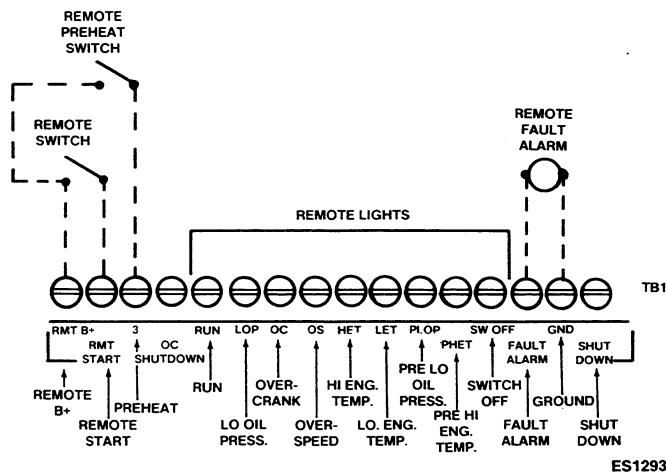 REMOTE
PREHEAT
SWITCH
REMOTE
SWITCH
REMOTE
FAULT
ALARM
REMOTE LIGHTS
TB1
RMT B+
RMT
START
3
OC
SHUTDOWN
RUN
LOP
OC
OS
HET
LET
PLOP
PHET
SW OFF
FAULT
ALARM
GND
SHUT
DOWN
REMOTE
B+
REMOTE
START
PREHEAT
RUN
LO OIL
PRESS.
OVER-
CRANK
OVER-
SPEED
HI ENG.
TEMP.
LO. ENG.
TEMP.
PRE LO
OIL
PRESS.
PRE HI
ENG.
TEMP.
SWITCH
OFF
FAULT
ALARM
GROUND
SHUT
DOWN
ES1293